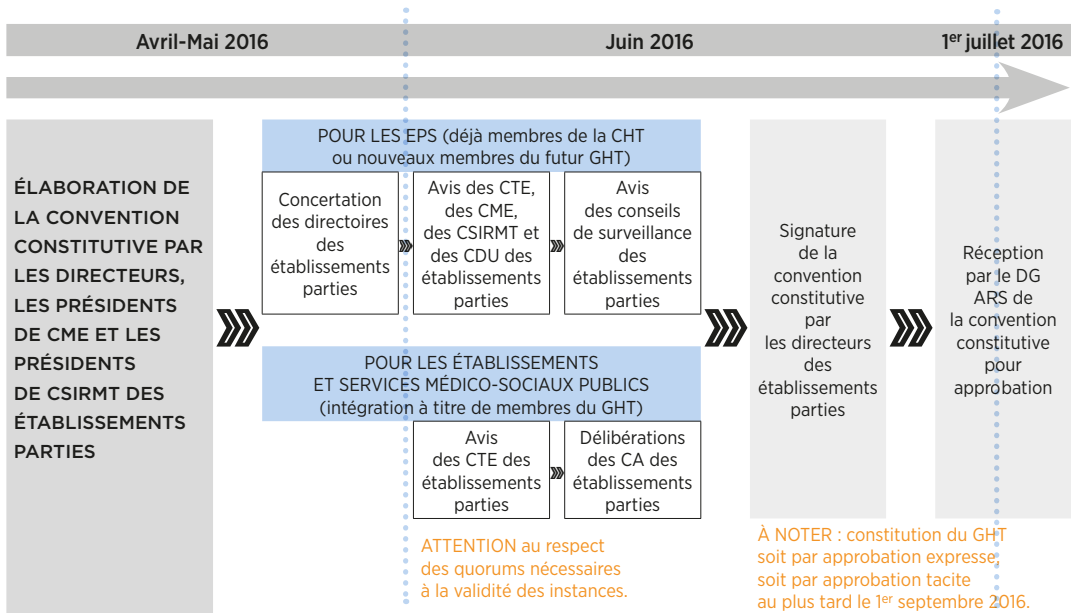 Avril-Mai 2016
Juin 2016
1er juillet 2016
ÉLABORATION DE
LA CONVENTION
CONSTITUTIVE PAR
LES DIRECTEURS,
LES PRÉSIDENTS
DE CME ET LES
PRÉSIDENTS
DE CSIRMT DES
ÉTABLISSEMENTS
PARTIES
POUR LES EPS (déjà membres de la CHT
ou nouveaux membres du futur GHT)
Concertation
des directoires
des
établissements
parties
Avis des CTE,
des CME,
des CSIRMT et
des CDU des
établissements
parties
Avis
des conseils
de surveillance
des
établissements
parties
POUR LES ÉTABLISSEMENTS
ET SERVICES MÉDICO-SOCIAUX PUBLICS
(intégration à titre de membres du GHT)
Avis
des CTE des
établissements
parties
Délibérations
des CA des
établissements
parties
ATTENTION au respect
des quorums nécessaires
à la validité des instances.
Signature
de la
convention
constitutive
par
les directeurs
des
établissements
parties
Réception
par le DG
ARS de
la convention
constitutive
pour
approbation
À NOTER : constitution du GHT
soit par approbation expresse,
soit par approbation tacite
au plus tard le 1er septembre 2016.